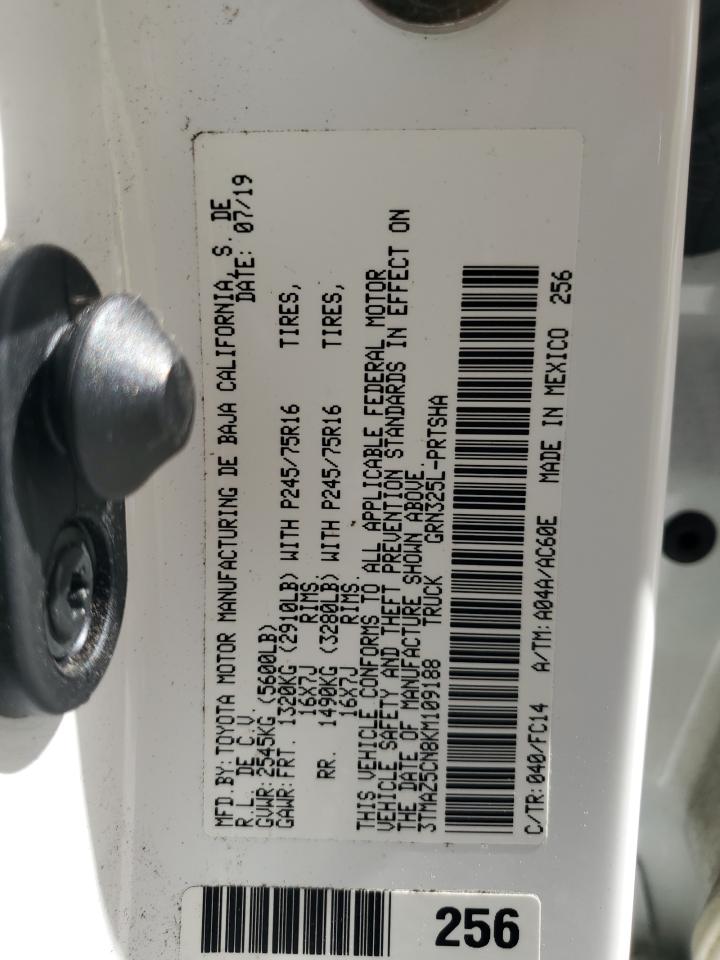 MFD.BY: TOYOTA MOTOR MANUFACTURING DE BAJA CALIFORNIA, S. DE
R.L. DE C.V. DATE: 07/19
GVWR: 2545KG (5600LB)
GAWR: FRT. 1320KG (2910LB) WITH P245/75R16 TIRES,
16X7J RIMS.
RR. 1490KG (3280LB) WITH P245/75R16 TIRES,
16X7J RIMS.
THIS VEHICLE CONFORMS TO ALL APPLICABLE FEDERAL MOTOR
VEHICLE SAFETY AND THEFT PREVENTION STANDARDS IN EFFECT ON
THE DATE OF MANUFACTURE SHOWN ABOVE.
3TMAZ5CN8KM109188 TRUCK GRN325L-PRTSHA
C/TR: 040/FC14 A/TM: A04A/AC60E MADE IN MEXICO 256
256